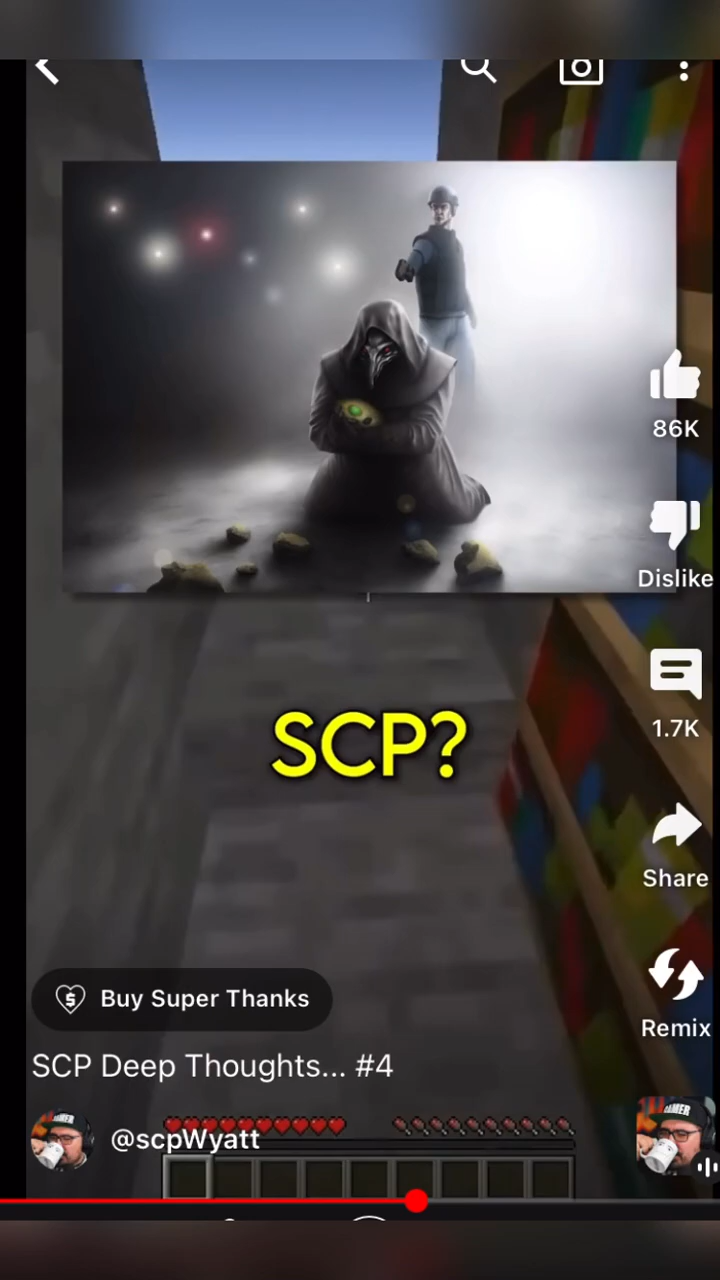 86K
Dislike
SCP?
1.7K
Share
Buy Super Thanks
Remix
SCP Deep Thoughts... #4
@scpWyatt